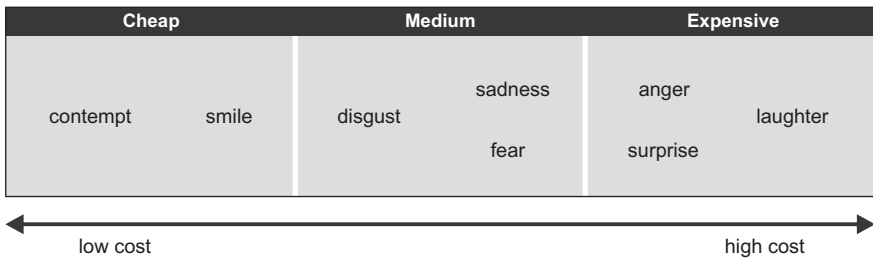 Cheap Medium Expensive
sadness anger
contempt smile disgust laughter
fear surprise
low cost high cost